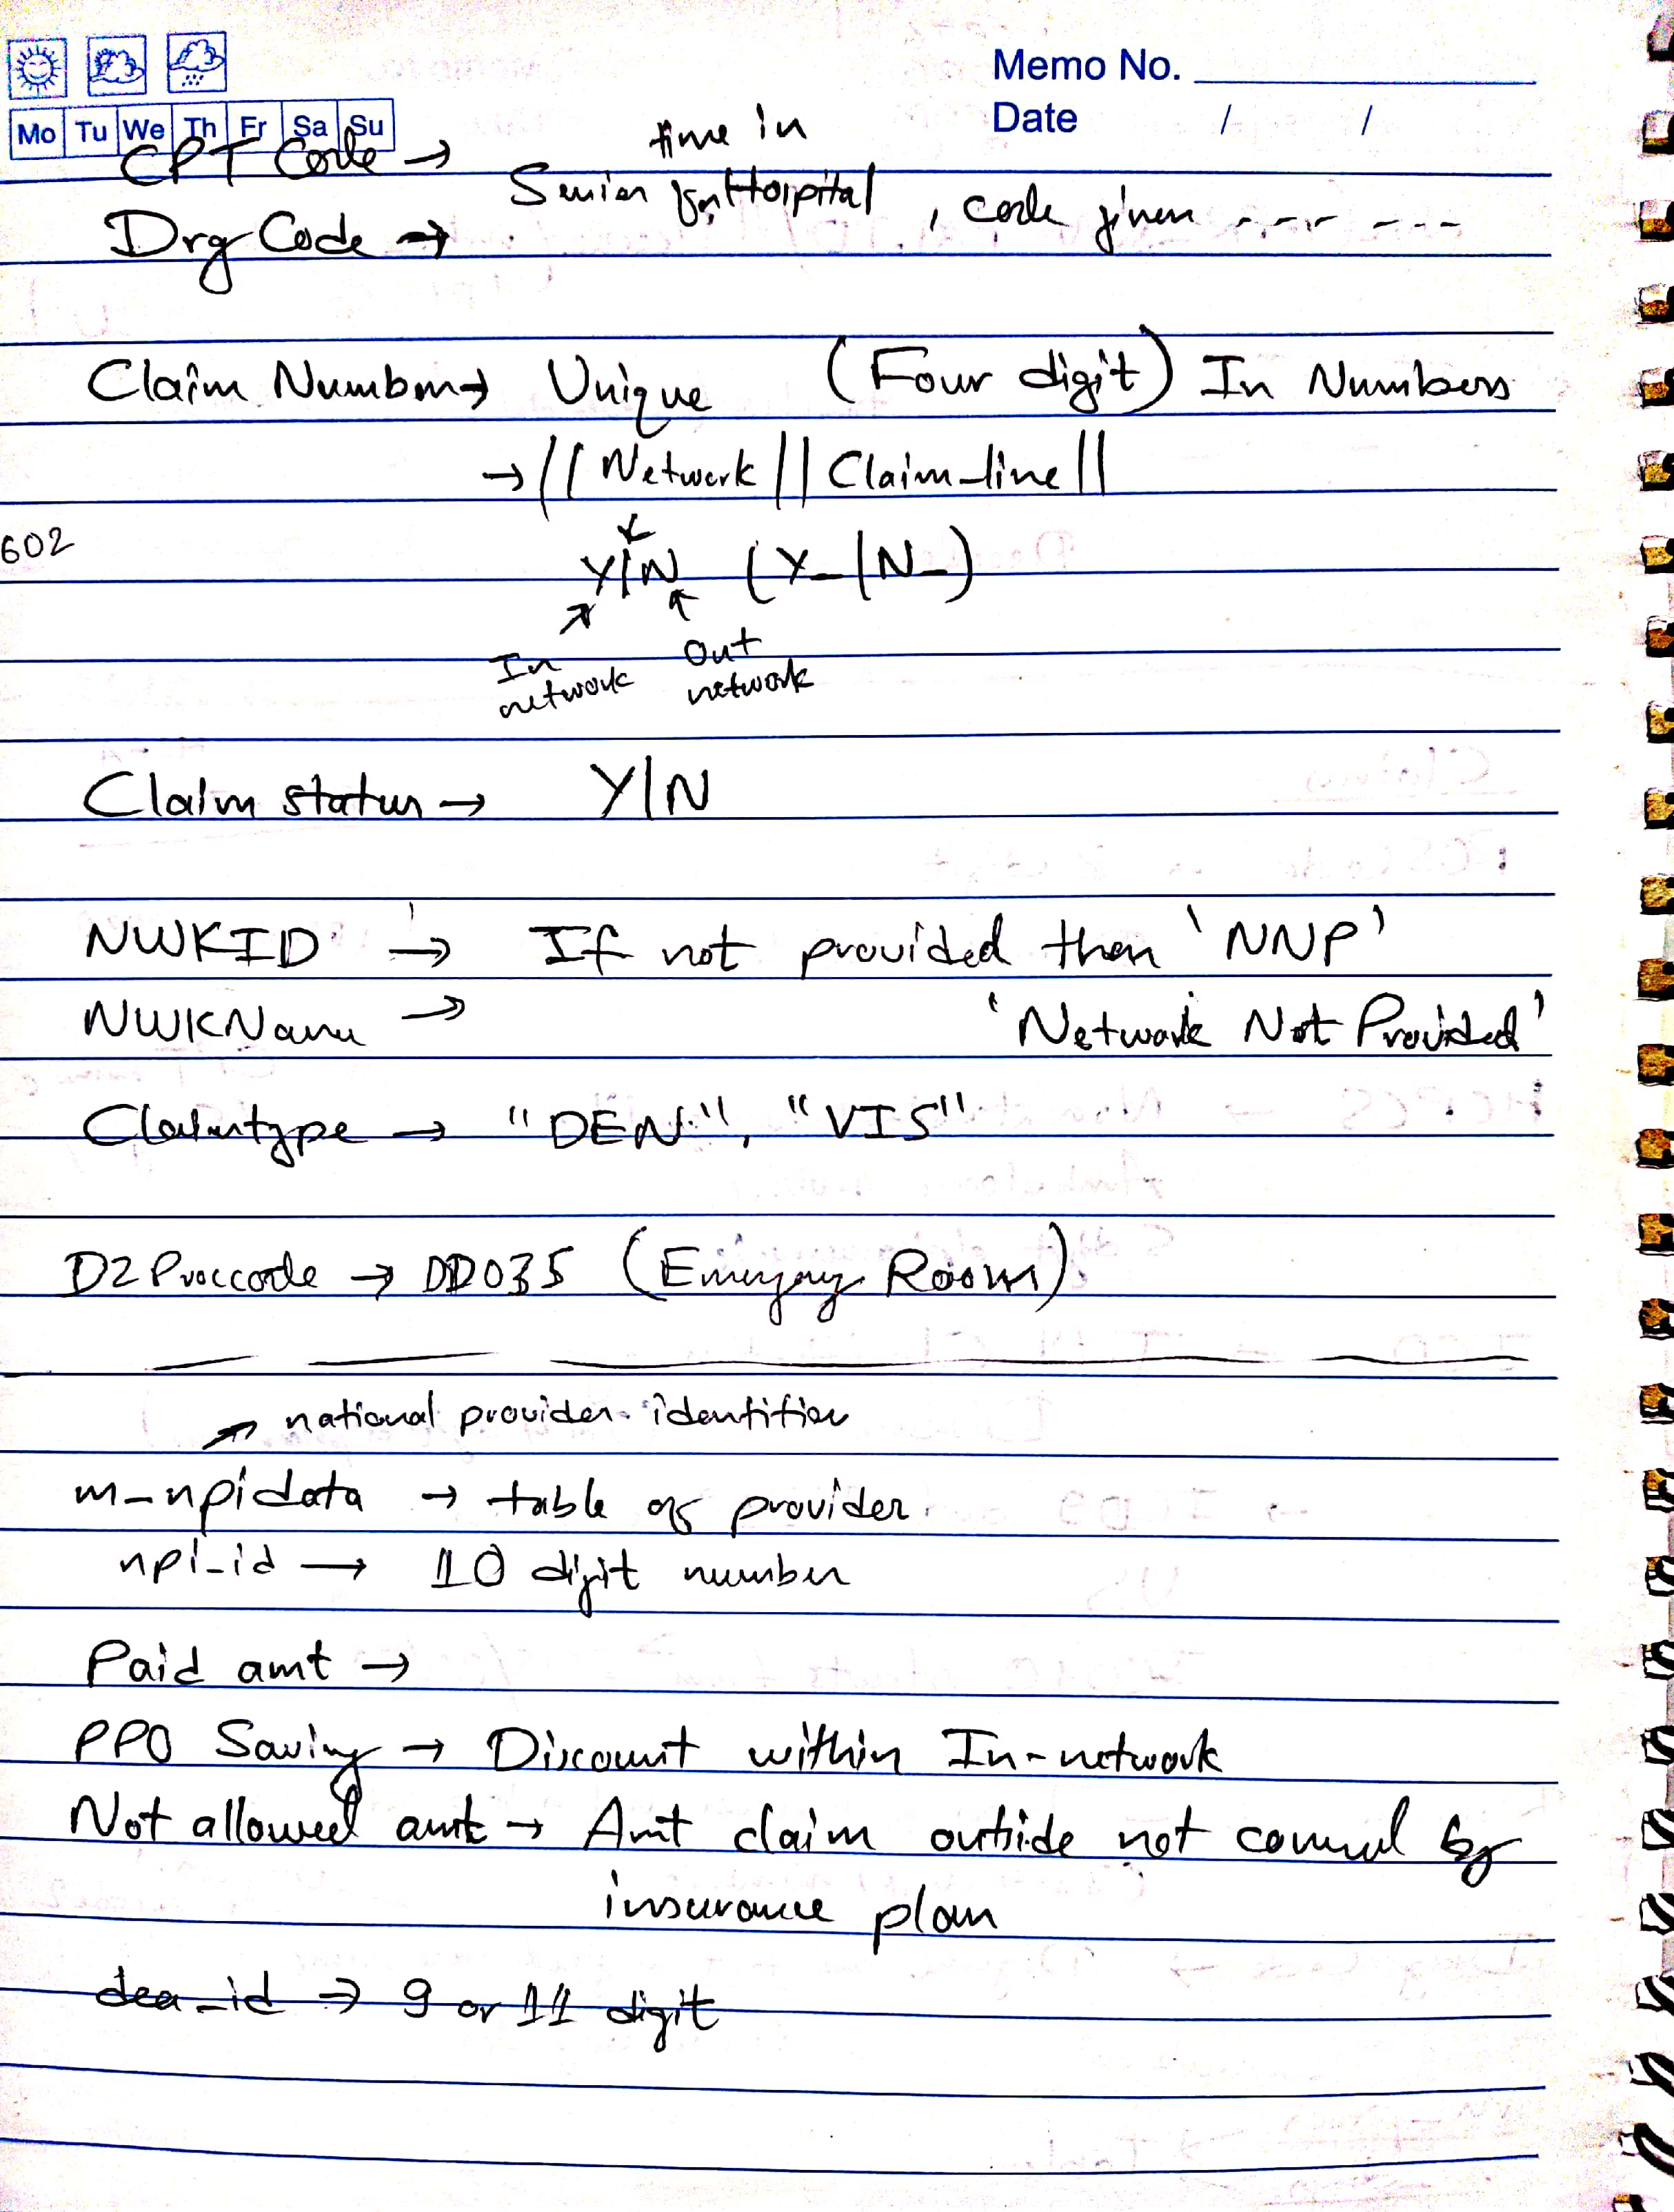 Memo No.
Mo Tu We Th Fr Sa Su
Date / /
CPT Code →
time in
Drg Code → Hospital, code given
Claim Number → Unique (Four digit) In Numbers
→ || Network || Claim_line ||
602
Y|N (Y_|N_)
In network Out network
Claim status → Y|N
NWKID → If not provided then 'NNP'
NWKName → 'Network Not Provided'
Claimtype → "DEN", "VIS"
D2Proccode → DD035 (Emergency Room)
national provider identifier
m_npidata → table of provider.
npi_id → 10 digit number
Paid amt →
PPO Saving → Discount within In-network
Not allowed amt → Amt claim outside not covered by
insurance plan
dea_id → 9 or 11 digit